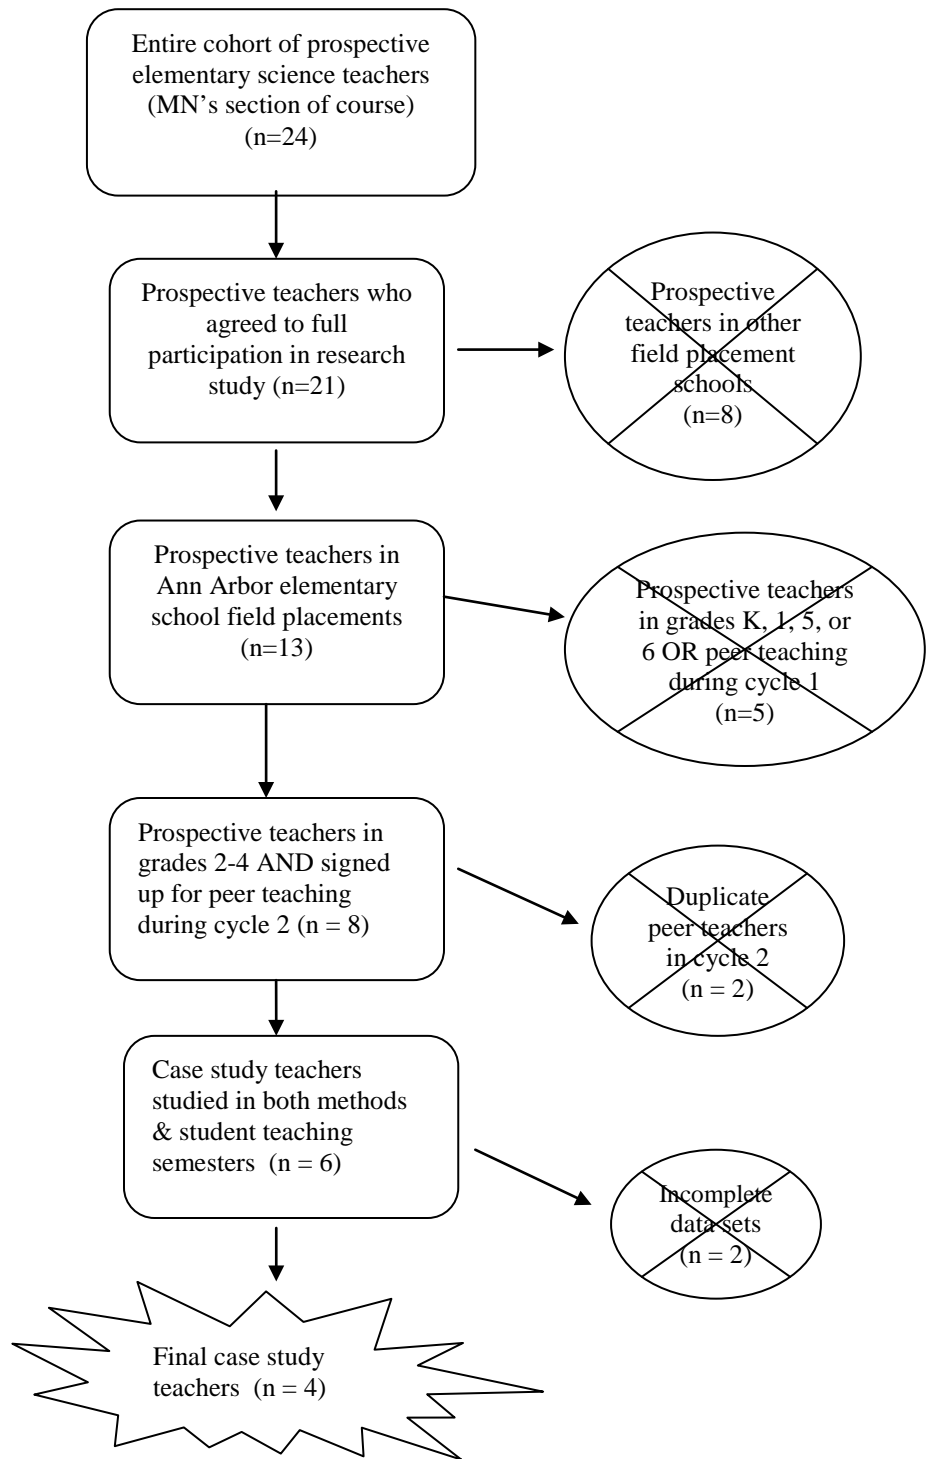 Entire cohort of prospective
elementary science teachers
(MN’s section of course)
(n=24)
Prospective teachers who
agreed to full
participation in research
study (n=21)
Prospective
teachers in other
field placement
schools
(n=8)
Prospective teachers in
Ann Arbor elementary
school field placements
(n=13)
Prospective teachers
in grades K, 1, 5, or
6 OR peer teaching
during cycle 1
(n=5)
Prospective teachers in
grades 2-4 AND signed
up for peer teaching
during cycle 2 (n = 8)
Duplicate
peer teachers
in cycle 2
(n = 2)
Case study teachers
studied in both methods
& student teaching
semesters (n = 6)
Incomplete
data sets
(n = 2)
Final case study
teachers (n = 4)